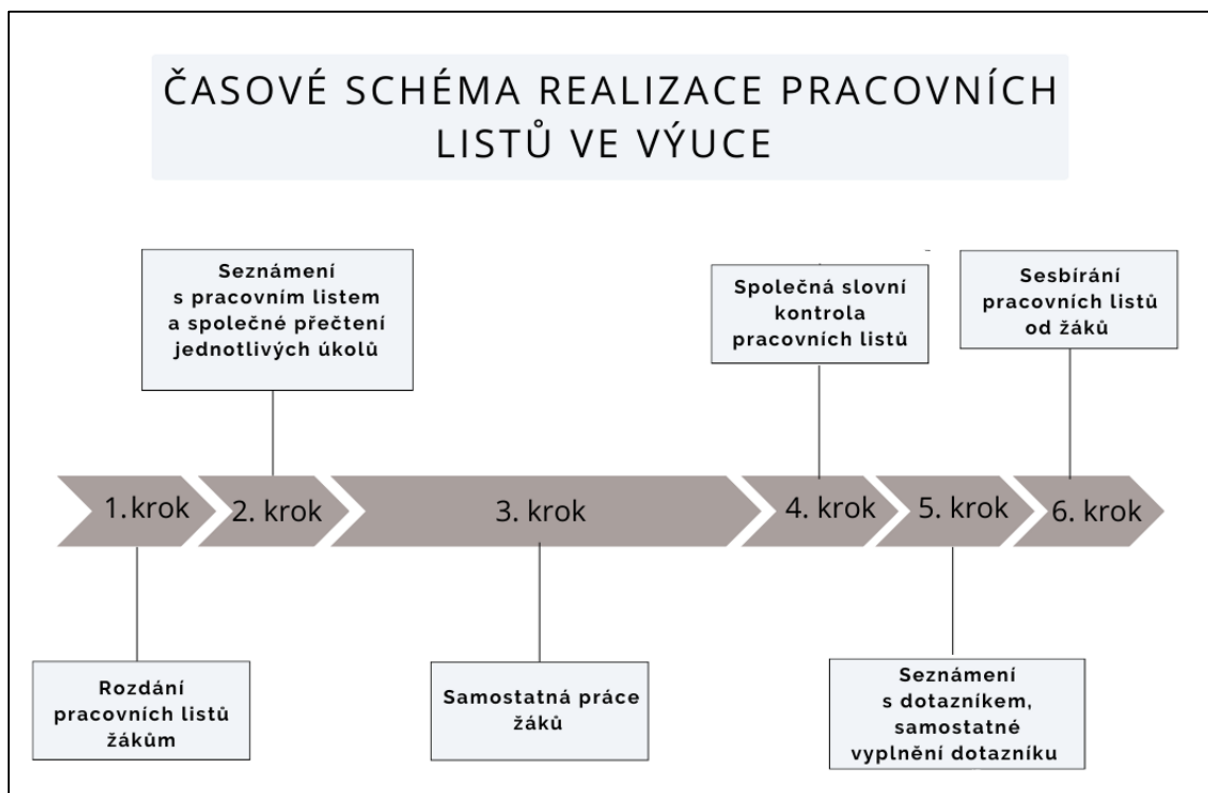 ČASOVÉ SCHÉMA REALIZACE PRACOVNÍCH
LISTŮ VE VÝUCE
Seznámení
s pracovním listem
a společné přečtení
jednotlivých úkolů
Společná slovní
kontrola
pracovních listů
Sesbírání
pracovních listů
od žáků
1. krok
2. krok
3. krok
4. krok
5. krok
6. krok
Rozdání
pracovních listů
žákům
Samostatná práce
žáků
Seznámení
s dotazníkem,
samostatné
vyplnění dotazníku